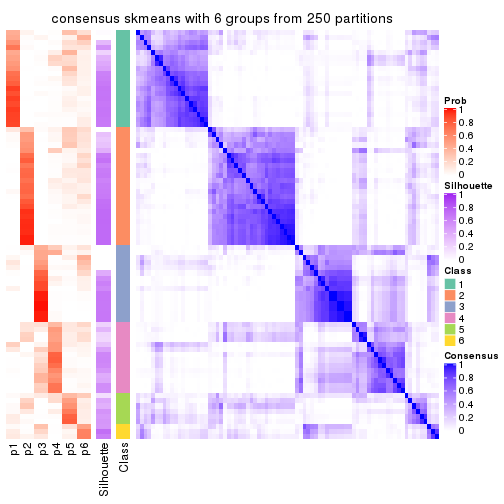 consensus skmeans with 6 groups from 250 partitions
Prob
1
0.8
0.6
0.4
0.2
0
Silhouette
1
0.8
0.6
0.4
0.2
0
Class
1
2
3
4
5
6
Consensus
1
0.8
0.6
0.4
0.2
0
p1
p2
p3
p4
p5
p6
Silhouette
Class